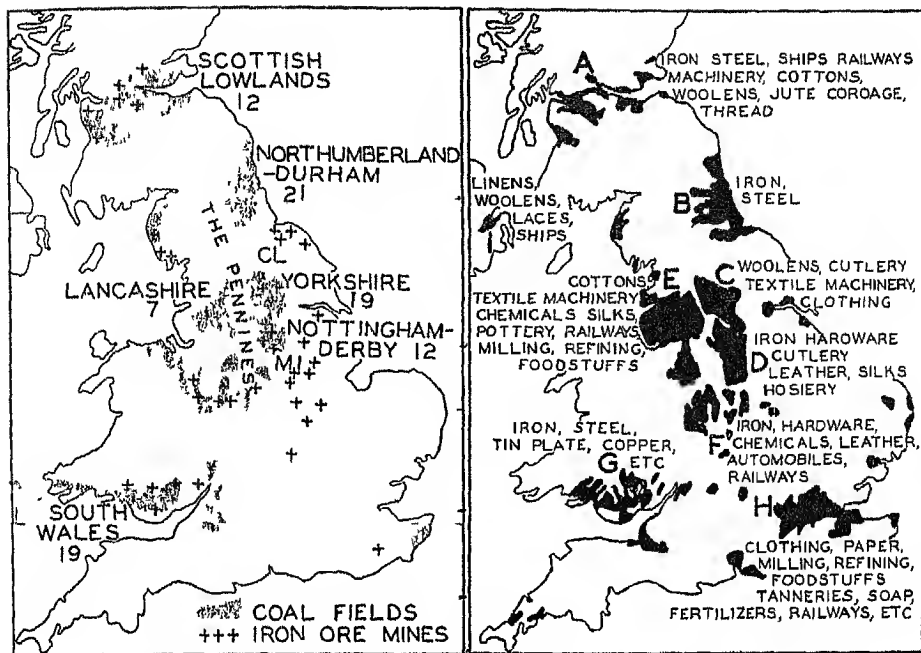 SCOTTISH
LOWLANDS
12
NORTHUMBERLAND
-DURHAM
21
THE PENNINES
CL
LANCASHIRE
7
YORKSHIRE
19
NOTTINGHAM-
DERBY 12
MI
SOUTH
WALES
19
COAL FIELDS
+++ IRON ORE MINES
A
IRON STEEL, SHIPS RAILWAYS
MACHINERY, COTTONS,
WOOLENS, JUTE COROAGE,
THREAD
LINENS,
WOOLENS,
LACES,
SHIPS
I
B
IRON,
STEEL
COTTONS,
TEXTILE MACHINERY
CHEMICALS SILKS,
POTTERY, RAILWAYS
MILLING, REFINING,
FOODSTUFFS
E
C
WOOLENS, CUTLERY
TEXTILE MACHINERY,
CLOTHING
D
IRON HARDWARE
CUTLERY
LEATHER, SILKS
HOSIERY
IRON, STEEL,
TIN PLATE, COPPER,
ETC
G
F
IRON, HARDWARE,
CHEMICALS, LEATHER,
AUTOMOBILES,
RAILWAYS
H
CLOTHING, PAPER,
MILLING, REFINING,
FOODSTUFFS
TANNERIES, SOAP,
FERTILIZERS, RAILWAYS, ETC